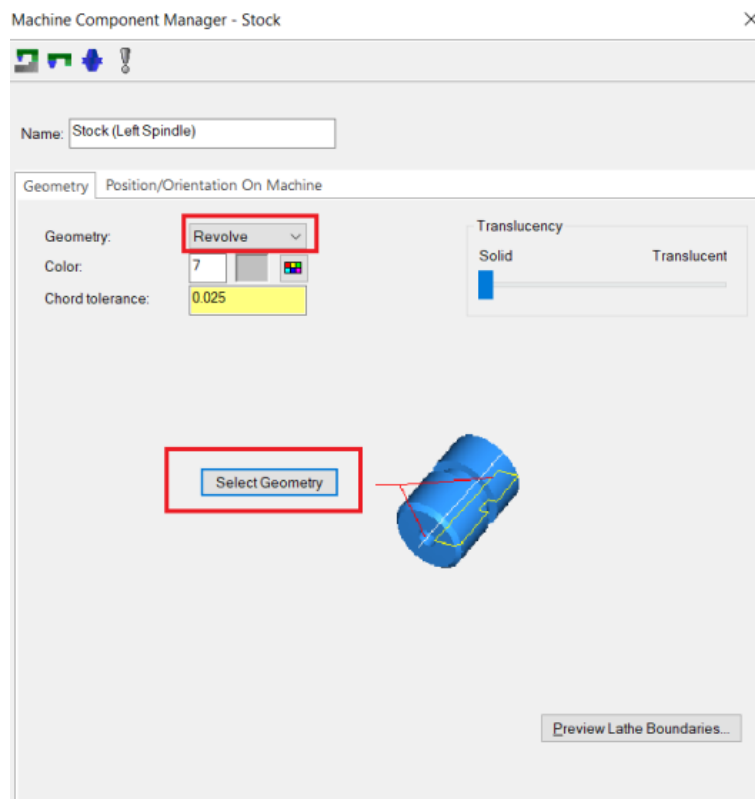 Machine Component Manager - Stock
Name: Stock (Left Spindle)
Geometry Position/Orientation On Machine
Geometry: Revolve
Color: 7
Chord tolerance: 0.025
Translucency
Solid Translucent
Select Geometry
Preview Lathe Boundaries...